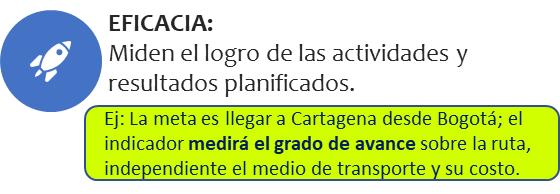 EFICACIA:
Miden el logro de las actividades y
resultados planificados.
Ej: La meta es llegar a Cartagena desde Bogotá; el
indicador medirá el grado de avance sobre la ruta,
independiente el medio de transporte y su costo.